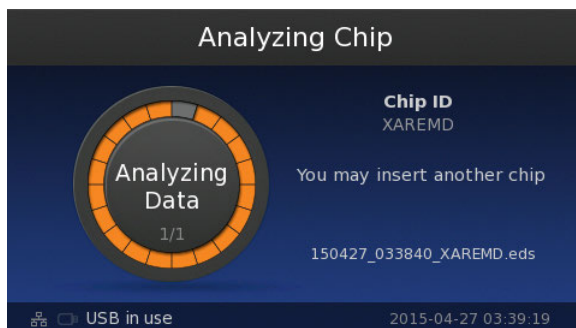 Analyzing Chip
Analyzing
Data
1/1
Chip ID
XAREMD
You may insert another chip
150427_033840_XAREMD.eds
USB in use
2015-04-27 03:39:19